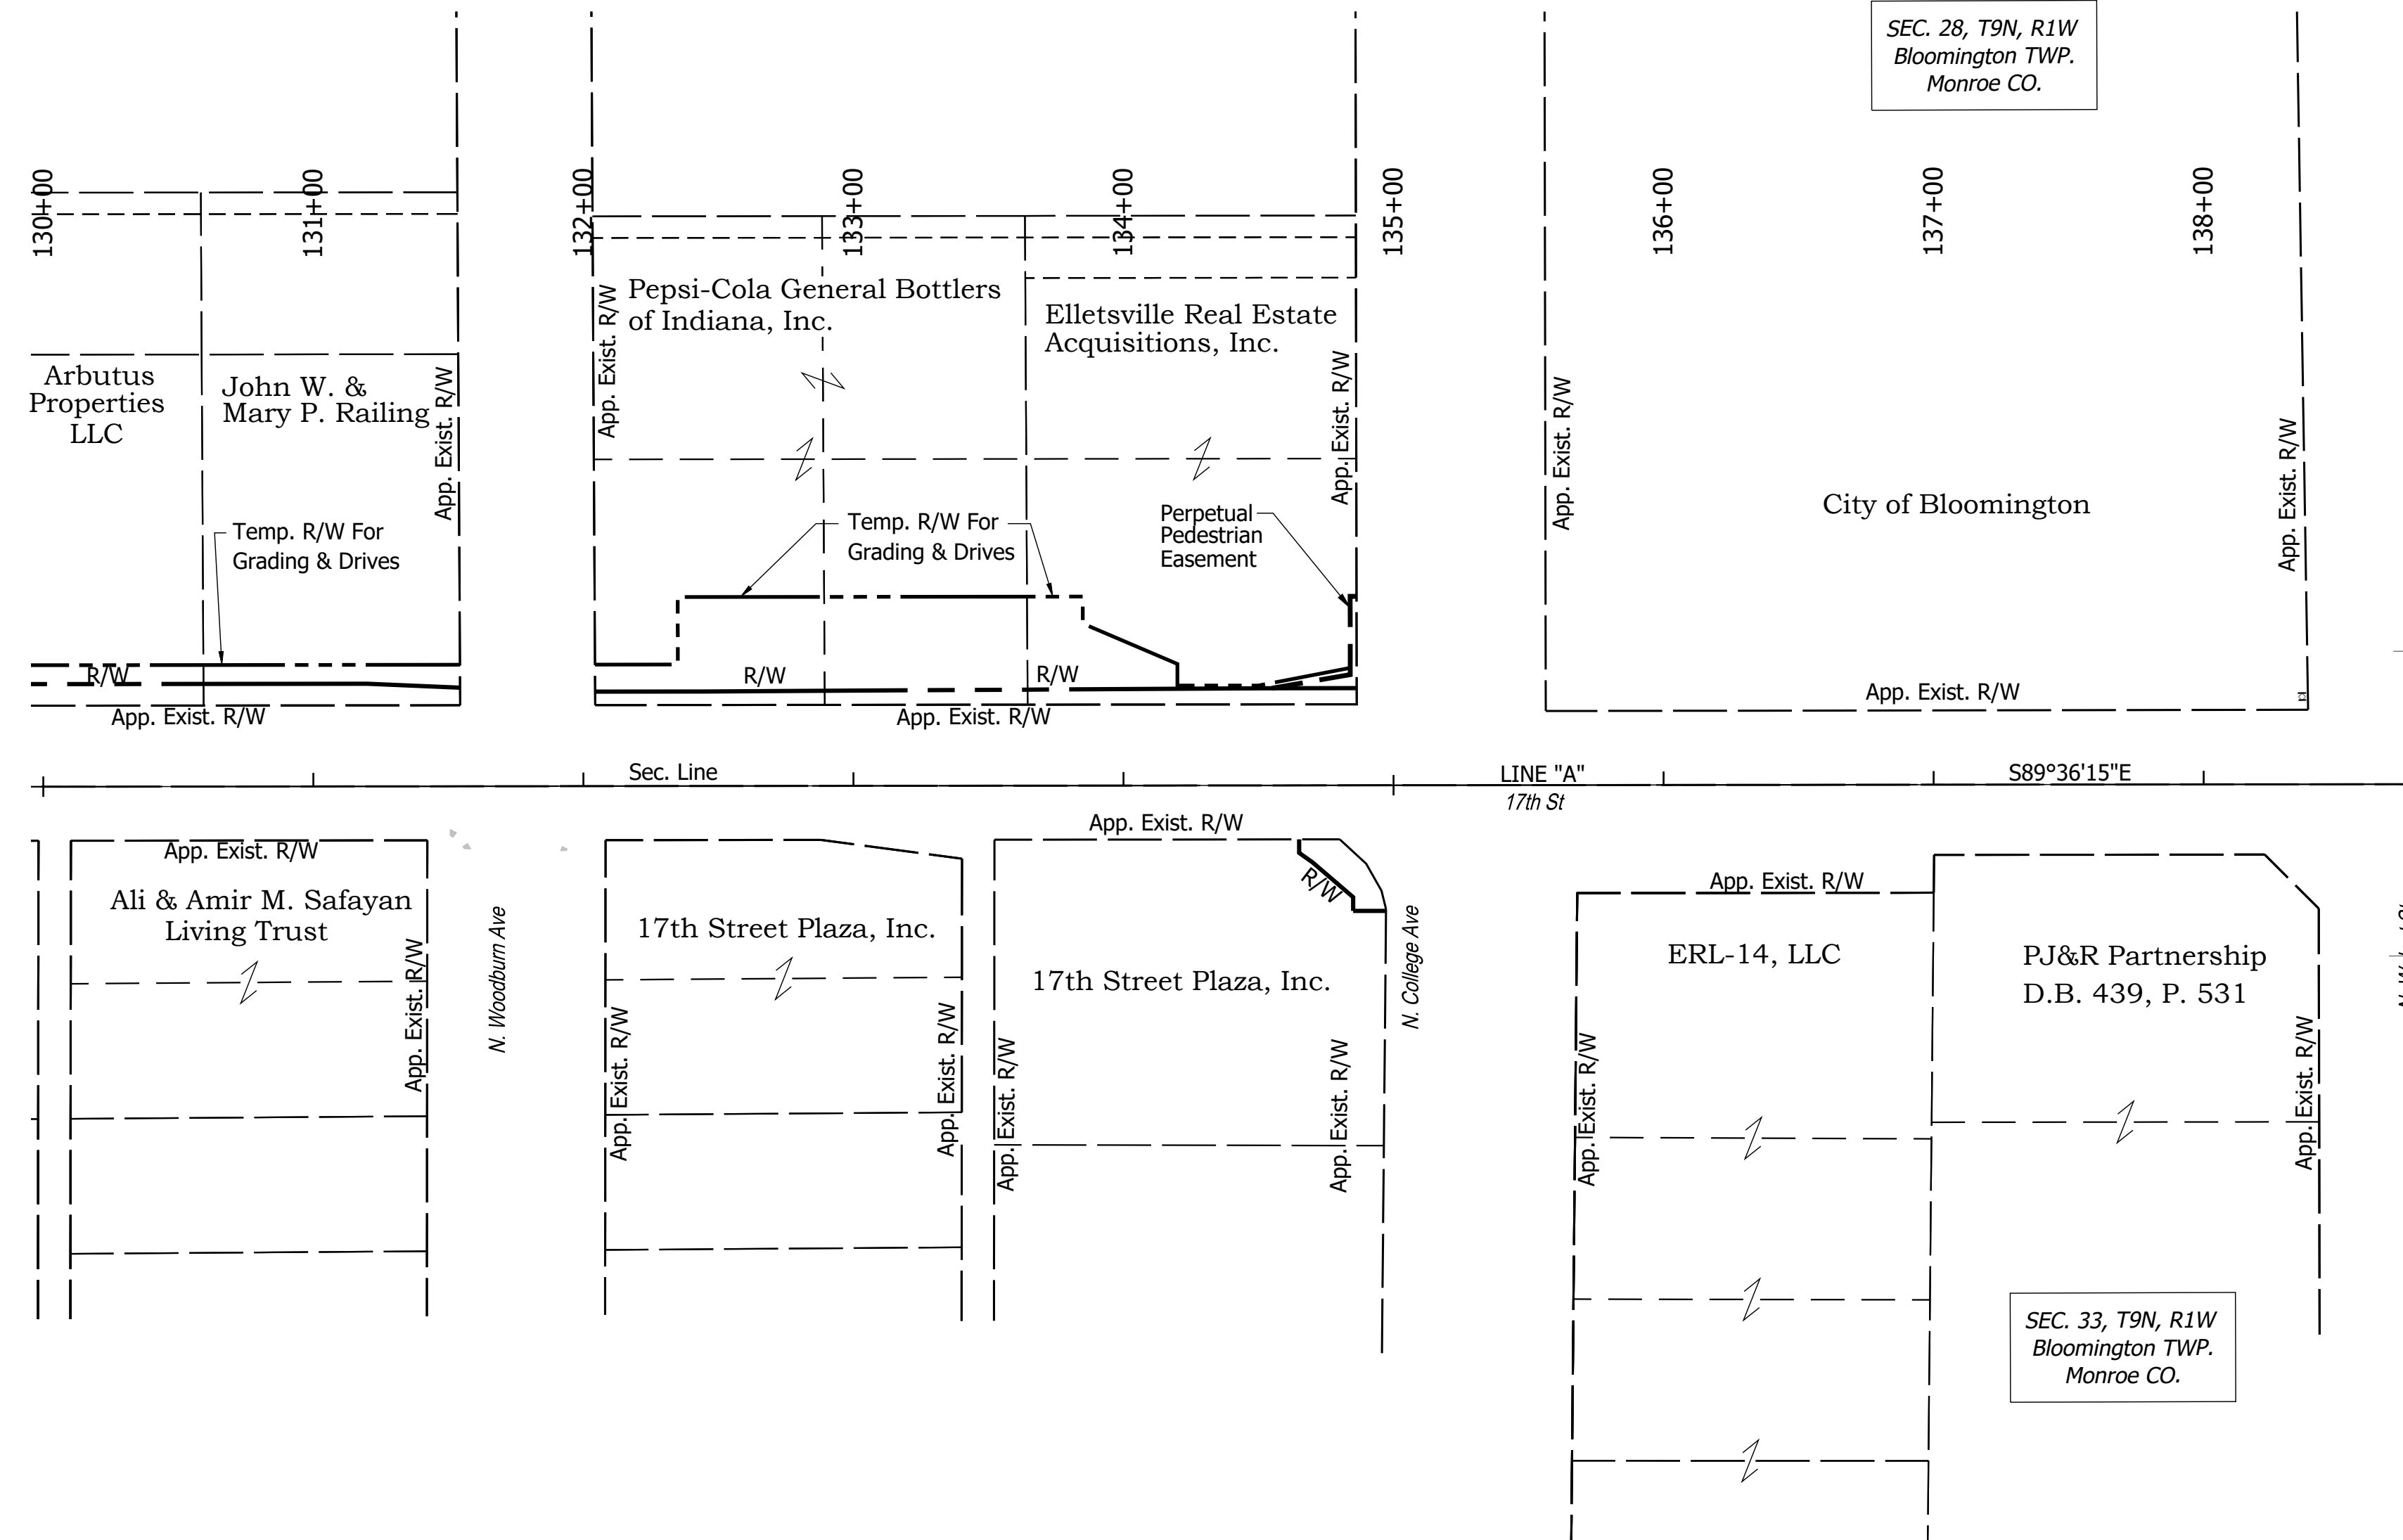 SEC. 28, T9N, R1W
Bloomington TWP.
Monroe CO.
130+00
131+00
132+00
133+00
134+00
135+00
136+00
137+00
138+00
Arbutus
Properties
LLC
John W. &
Mary P. Railing
App. Exist. R/W
App. Exist. R/W
Pepsi-Cola General Bottlers
of Indiana, Inc.
Elletsville Real Estate
Acquisitions, Inc.
App. Exist. R/W
App. Exist. R/W
City of Bloomington
App. Exist. R/W
Temp. R/W For
Grading & Drives
Temp. R/W For
Grading & Drives
Perpetual
Pedestrian
Easement
R/W
R/W
R/W
App. Exist. R/W
App. Exist. R/W
App. Exist. R/W
Sec. Line
LINE "A"
S89°36'15"E
17th St
App. Exist. R/W
App. Exist. R/W
R/W
App. Exist. R/W
Ali & Amir M. Safayan
Living Trust
App. Exist. R/W
N. Woodburn Ave
17th Street Plaza, Inc.
App. Exist. R/W
App. Exist. R/W
17th Street Plaza, Inc.
App. Exist. R/W
App. Exist. R/W
N. College Ave
ERL-14, LLC
App. Exist. R/W
PJ&R Partnership
D.B. 439, P. 531
App. Exist. R/W
SEC. 33, T9N, R1W
Bloomington TWP.
Monroe CO.